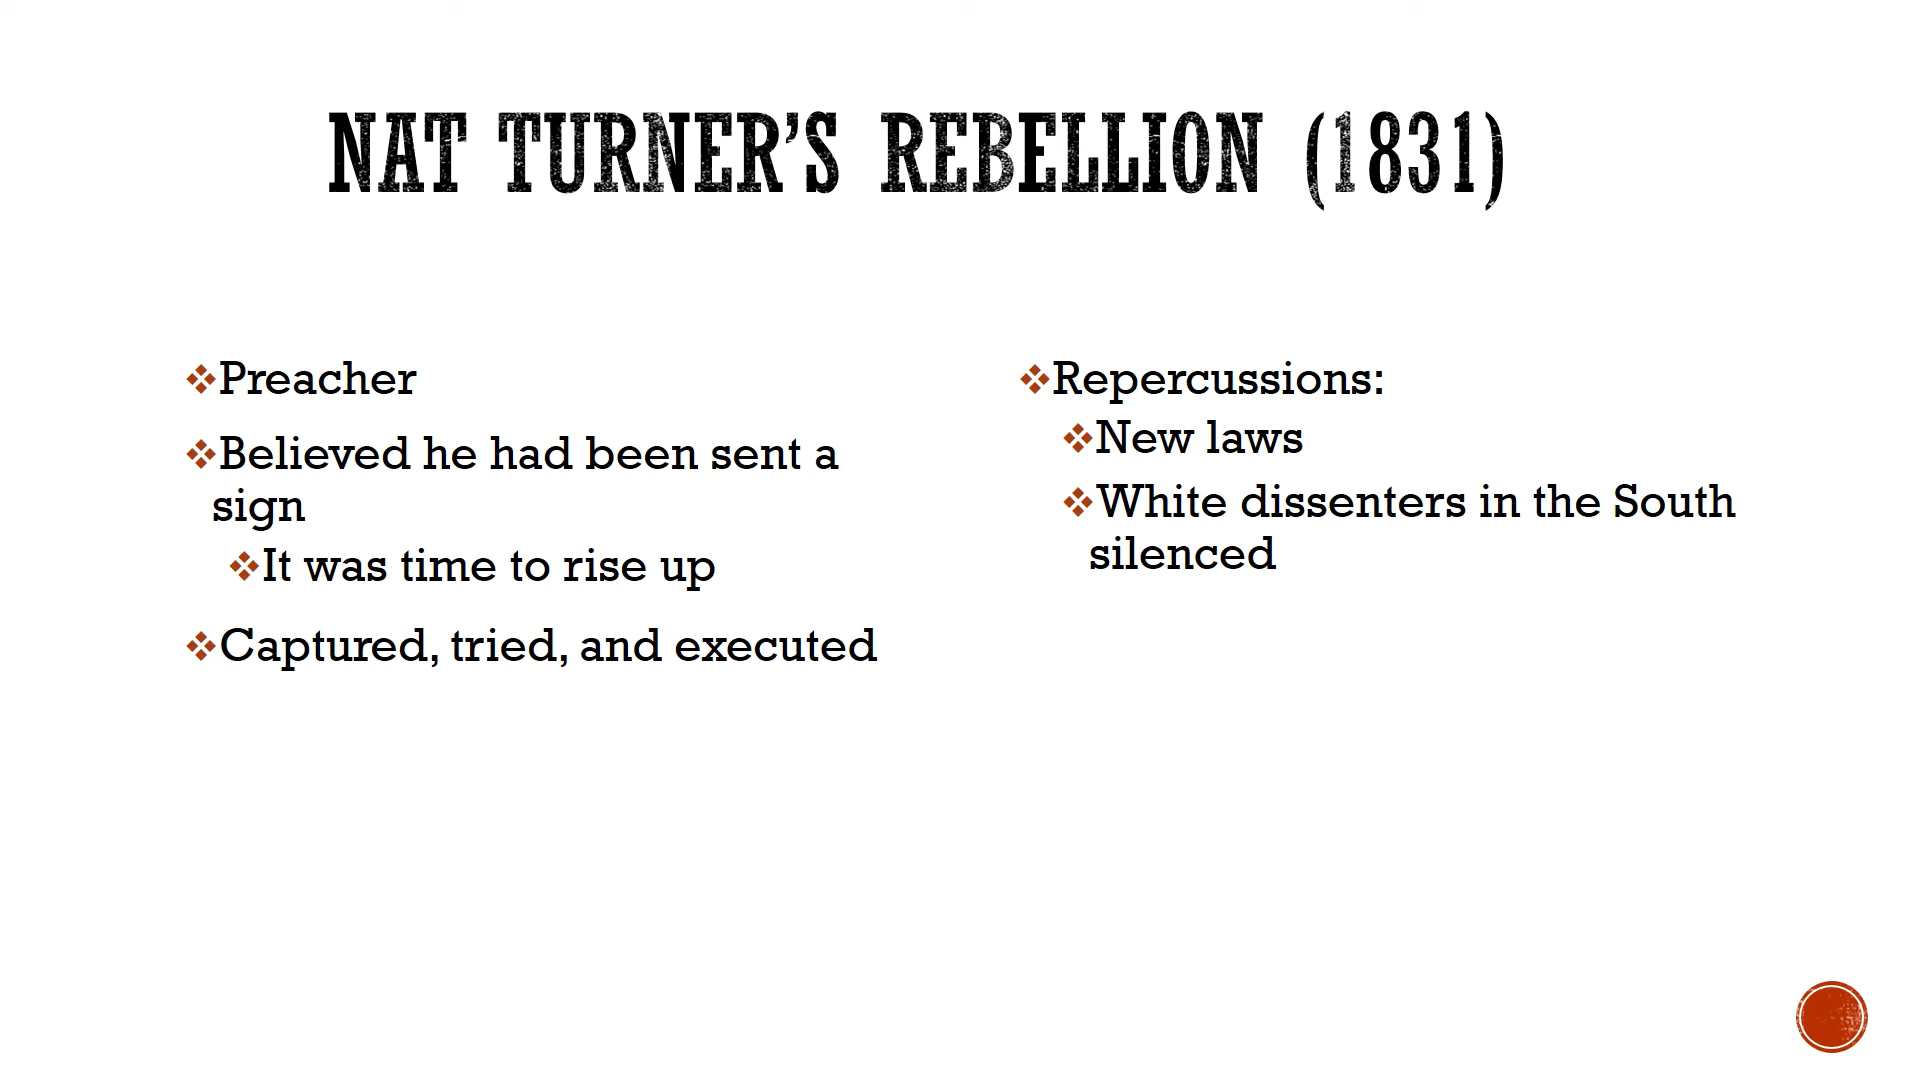 NAT TURNER’S REBELLION (1831)
Preacher
Believed he had been sent a
sign
It was time to rise up
Captured, tried, and executed
Repercussions:
New laws
White dissenters in the South
silenced